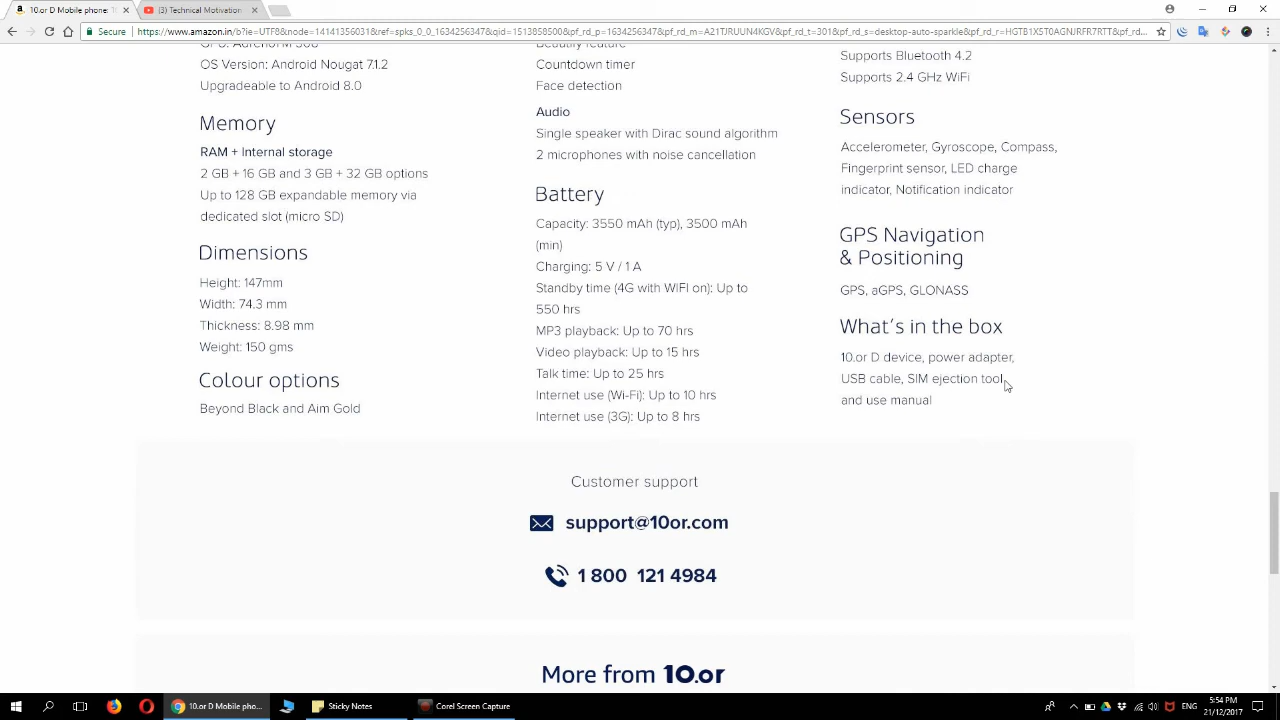 10.or D Mobile phone: 10
(3) Technical Motivation
Secure
https://www.amazon.in/b?ie=UTF8&node=14141356031&ref=spks_0_0_1634256347&qid=1513858500&pf_rd_p=1634256347&pf_rd_m=A21TJRUUN4KGV&pf_rd_t=301&pf_rd_s=desktop-auto-sparkle&pf_rd_r=HGTB1X5T0AGNJRFR7RTT&pf_rd_...
OS Version: Android Nougat 7.1.2
Upgradeable to Android 8.0
Memory
RAM + Internal storage
2 GB + 16 GB and 3 GB + 32 GB options
Up to 128 GB expandable memory via
dedicated slot (micro SD)
Dimensions
Height: 147mm
Width: 74.3 mm
Thickness: 8.98 mm
Weight: 150 gms
Colour options
Beyond Black and Aim Gold
Beautify feature
Countdown timer
Face detection
Audio
Single speaker with Dirac sound algorithm
2 microphones with noise cancellation
Battery
Capacity: 3550 mAh (typ), 3500 mAh
(min)
Charging: 5 V / 1 A
Standby time (4G with WIFI on): Up to
550 hrs
MP3 playback: Up to 70 hrs
Video playback: Up to 15 hrs
Talk time: Up to 25 hrs
Internet use (Wi-Fi): Up to 10 hrs
Internet use (3G): Up to 8 hrs
Supports Bluetooth 4.2
Supports 2.4 GHz WiFi
Sensors
Accelerometer, Gyroscope, Compass,
Fingerprint sensor, LED charge
indicator, Notification indicator
GPS Navigation
& Positioning
GPS, aGPS, GLONASS
What's in the box
10.or D device, power adapter,
USB cable, SIM ejection tool,
and use manual
Customer support
support@10or.com
1 800 121 4984
More from 10.or
10.or D Mobile pho...
Sticky Notes
Corel Screen Capture
ENG
5:54 PM
21/12/2017